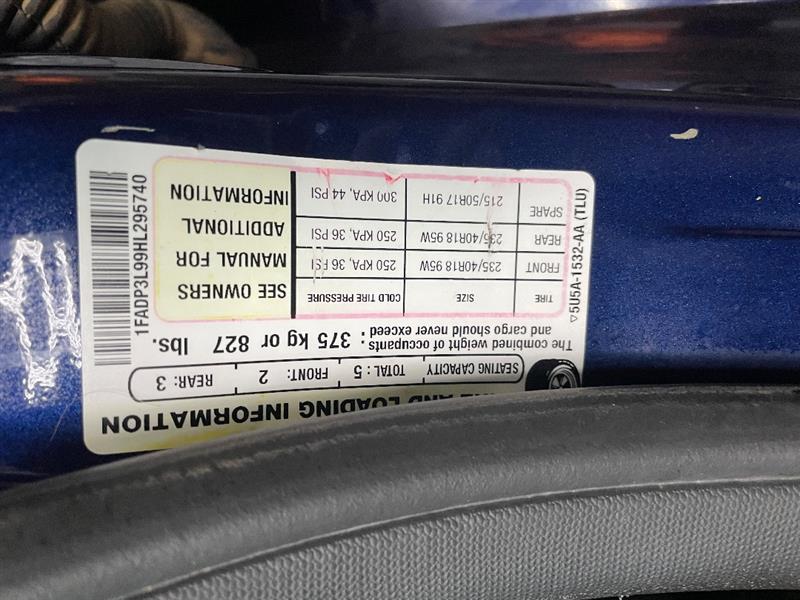 AND LOADING INFORMATION
SEATING CAPACITY TOTAL : 5 FRONT: 2 REAR: 3
The combined weight of occupants and cargo should never exceed : 375 kg or 827 lbs.
TIRE SIZE COLD TIRE PRESSURE
FRONT 235/40R18 95W 250 KPA, 36 PSI
REAR 235/40R18 95W 250 KPA, 36 PSI
SPARE 215/50R17 91H 300 KPA, 44 PSI
SEE OWNERS
MANUAL FOR
ADDITIONAL
INFORMATION
5U5A-1532-AA (TLU)
1FADP3L99HL295740